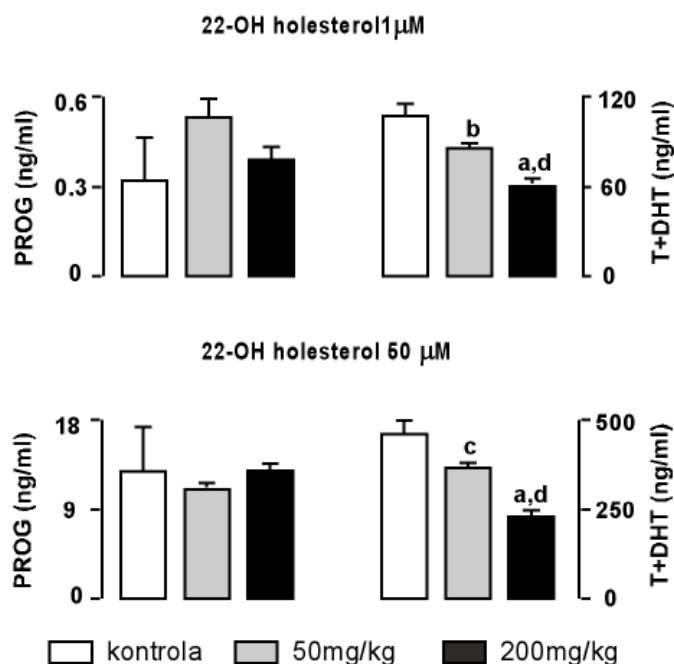 22-OH holesterol1μM
PROG (ng/ml)
0.6
0.3
0
b
a,d
120
60
0
T+DHT (ng/ml)
22-OH holesterol 50 μM
PROG (ng/ml)
18
9
0
c
a,d
500
250
0
T+DHT (ng/ml)
kontrola 50mg/kg 200mg/kg